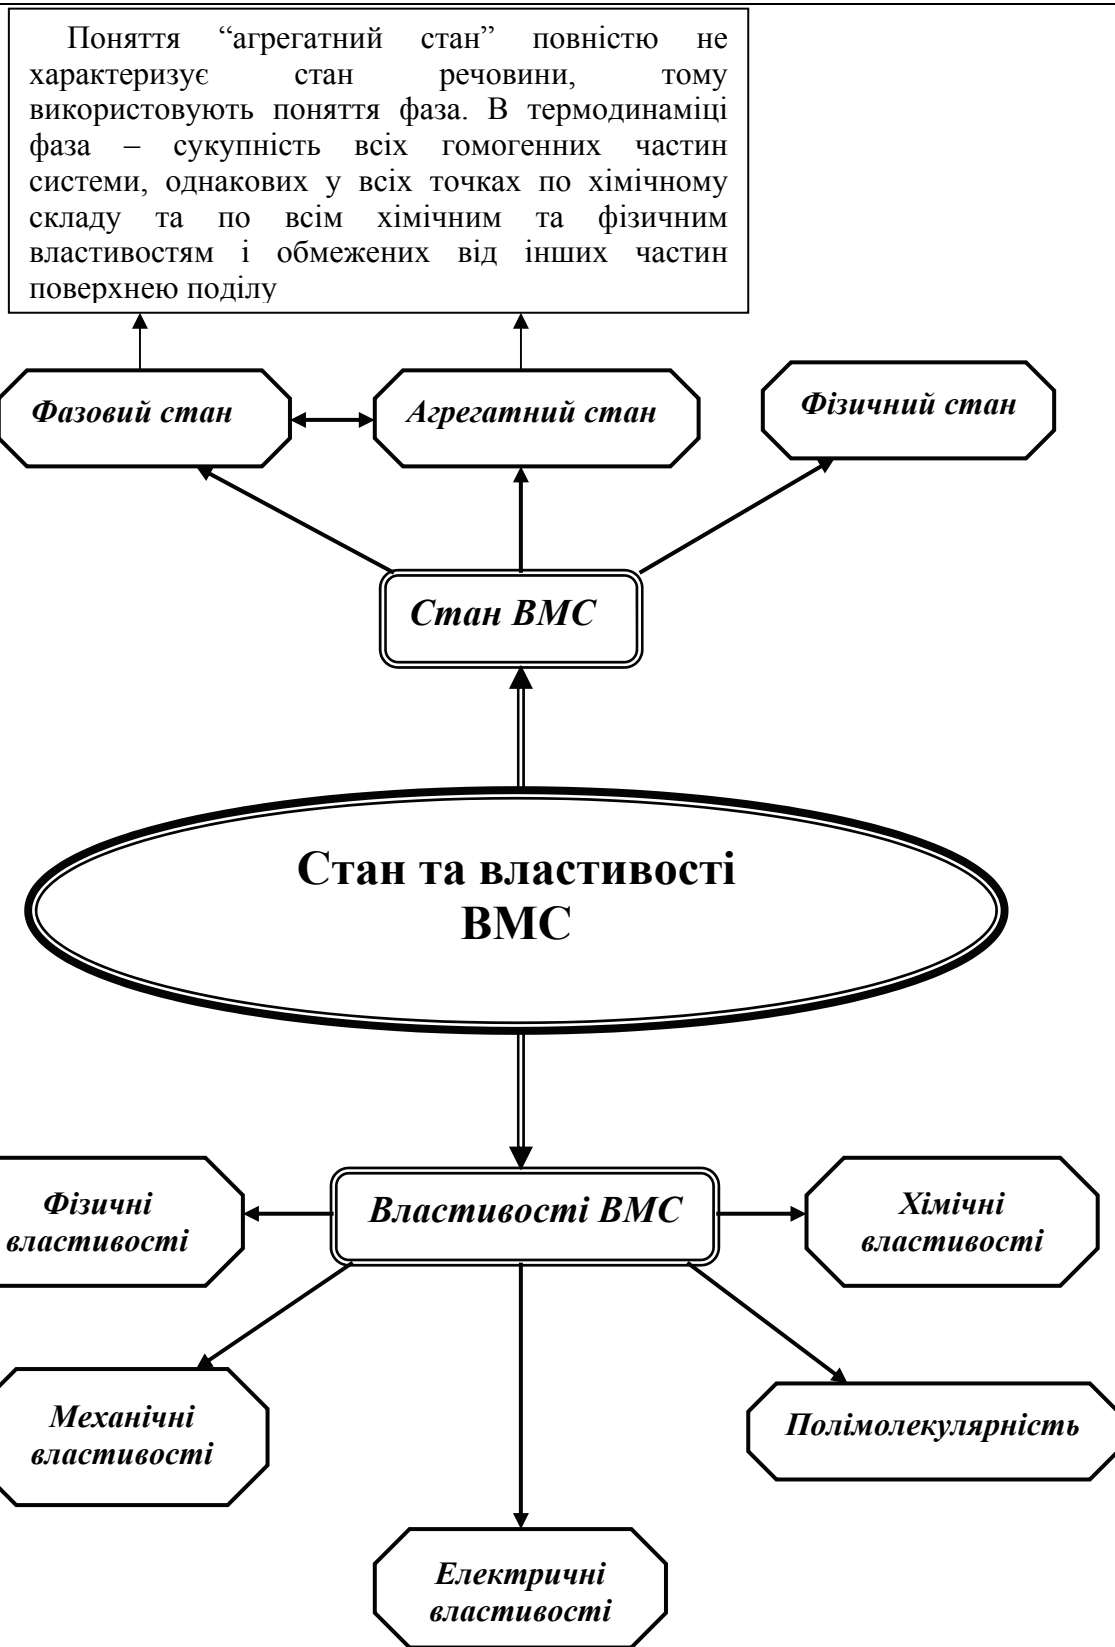 Поняття “агрегатний стан” повністю не
характеризує стан речовини, тому
використовують поняття фаза. В термодинаміці
фаза – сукупність всіх гомогенних частин
системи, однакових у всіх точках по хімічному
складу та по всім хімічним та фізичним
властивостям і обмежених від інших частин
поверхнею поділу
Фазовий стан
Агрегатний стан
Фізичний стан
Стан ВМС
Стан та властивості
ВМС
Фізичні
властивості
Властивості ВМС
Хімічні
властивості
Механічні
властивості
Полімолекулярність
Електричні
властивості